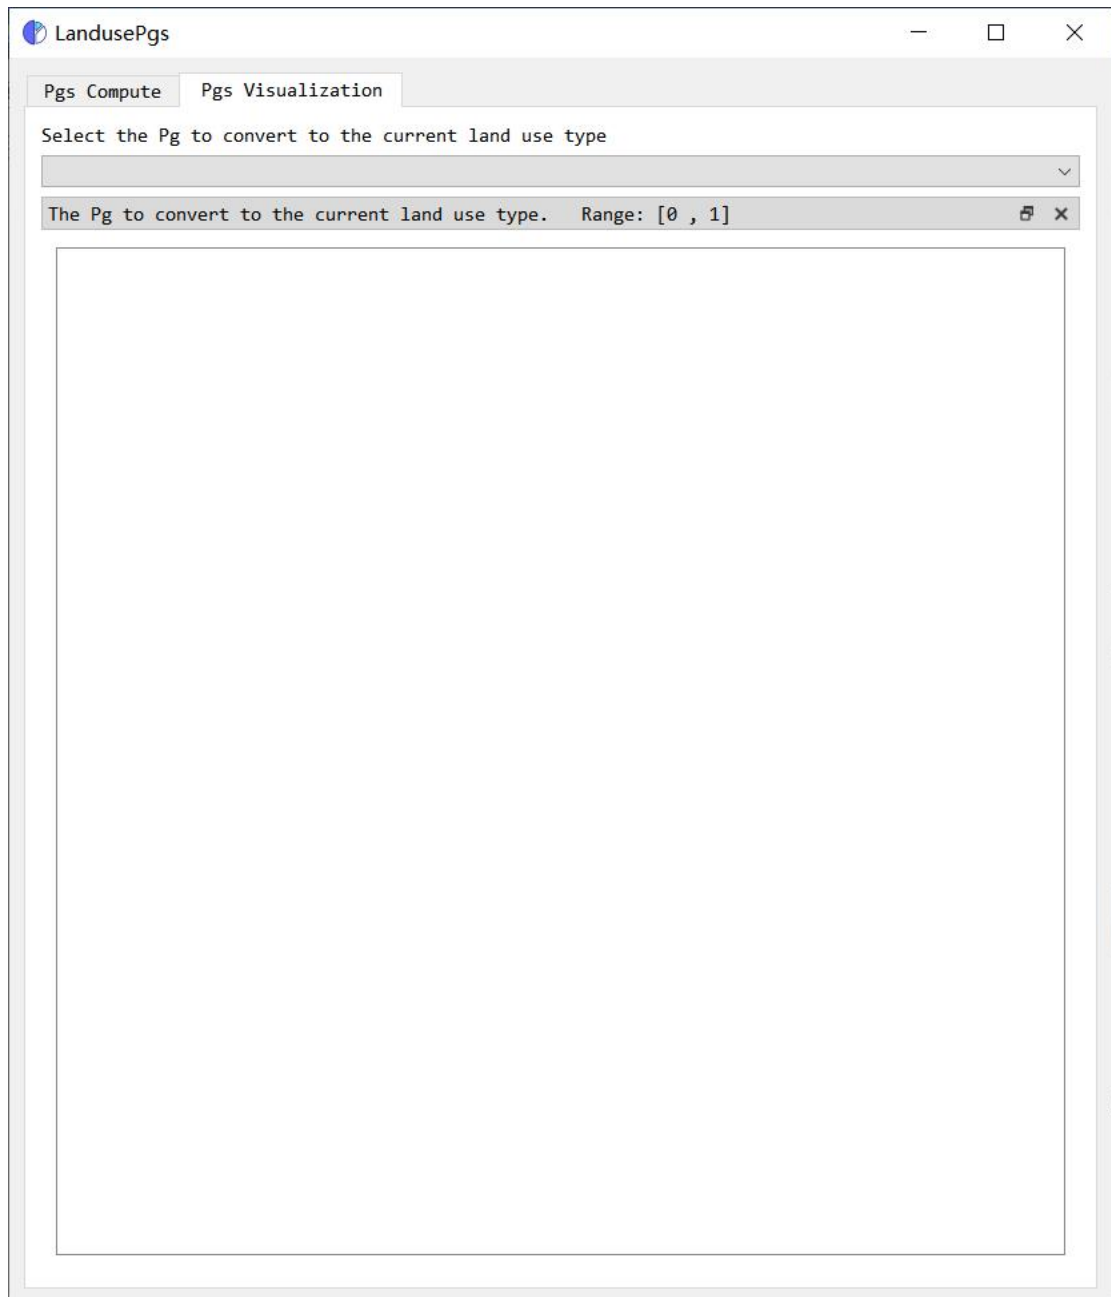 LandusePgs
Pgs Compute Pgs Visualization
Select the Pg to convert to the current land use type
The Pg to convert to the current land use type. Range: [0 , 1]